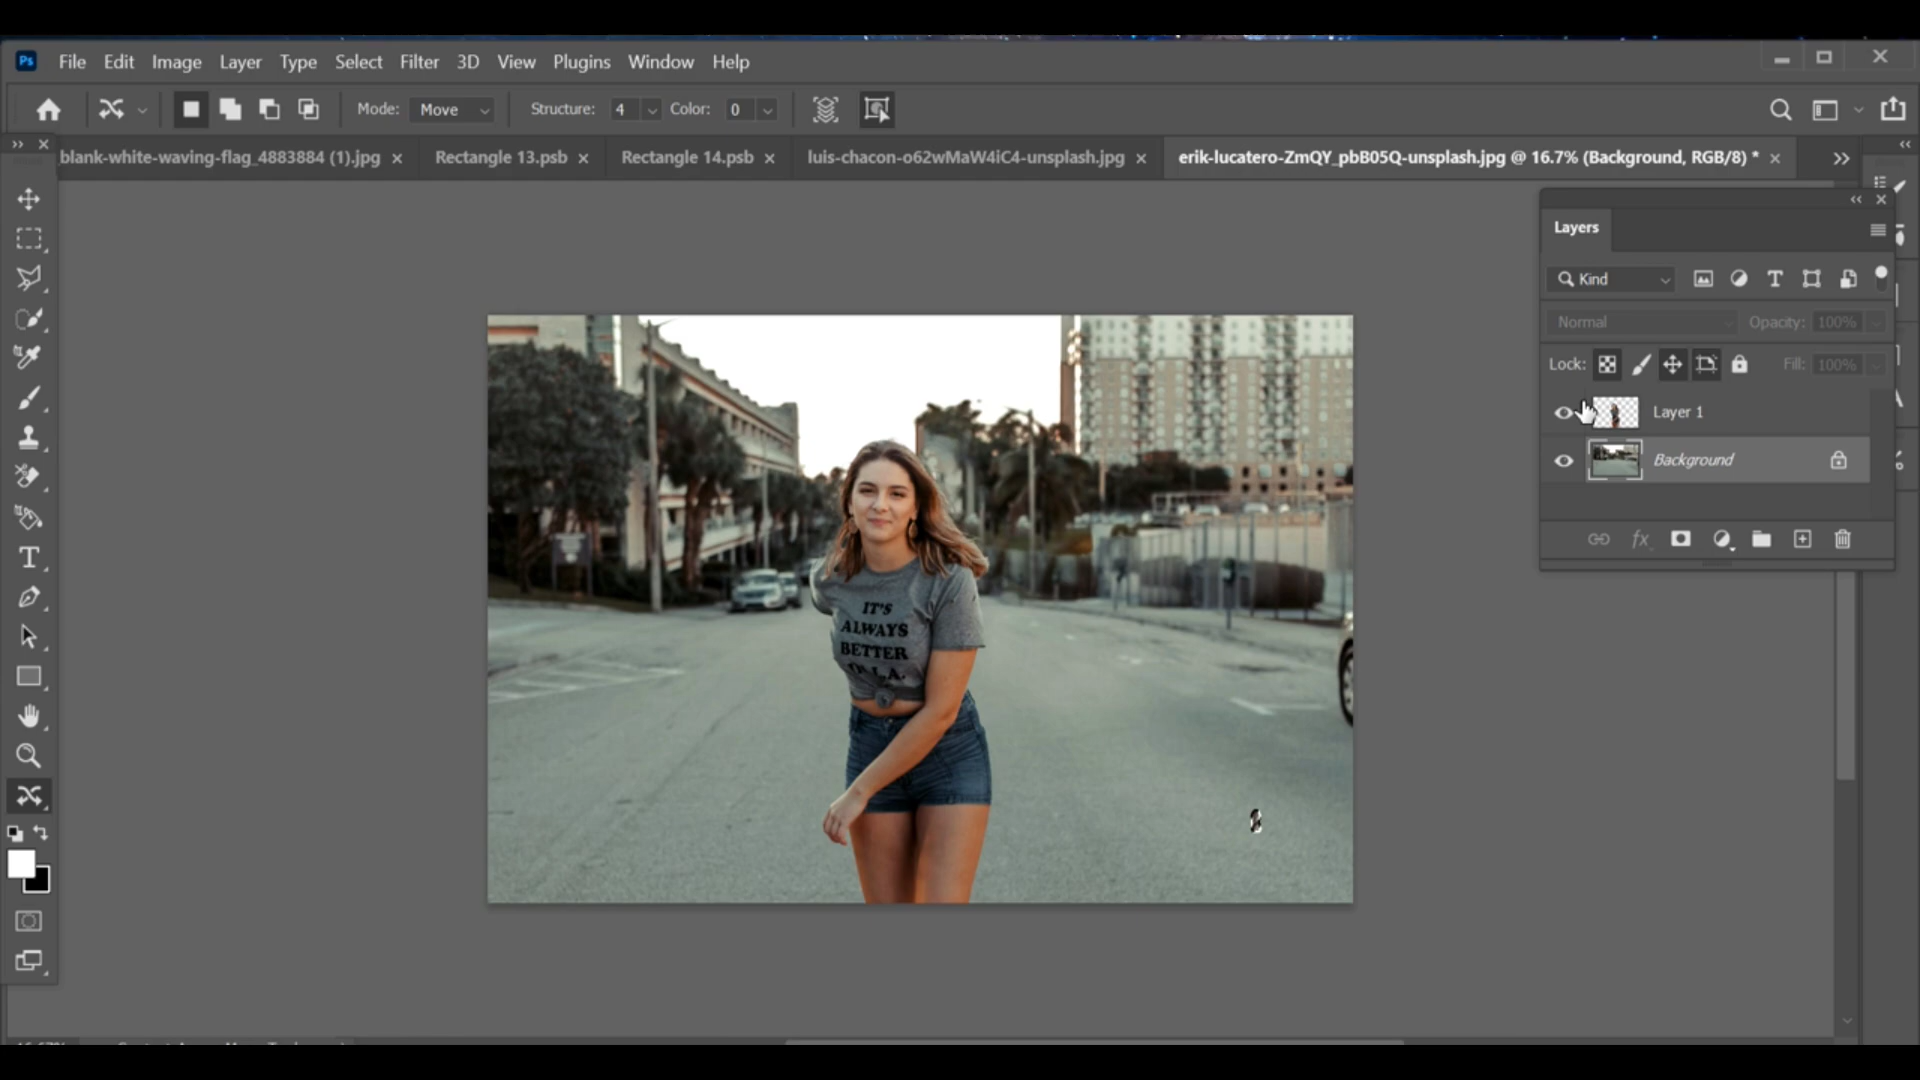 Ps File Edit Image Layer Type Select Filter 3D View Plugins Window Help
Mode: Move Structure: 4 Color: 0
blank-white-waving-flag_4883884 (1).jpg × Rectangle 13.psb × Rectangle 14.psb × luis-chacon-o62wMaW4iC4-unsplash.jpg × erik-lucatero-ZmQY_pbB05Q-unsplash.jpg @ 16.7% (Background, RGB/8) * ×
Layers
Kind
Normal Opacity: 100%
Lock: Fill: 100%
Layer 1
Background
fx
IT'S
ALWAYS
BETTER
L.A.